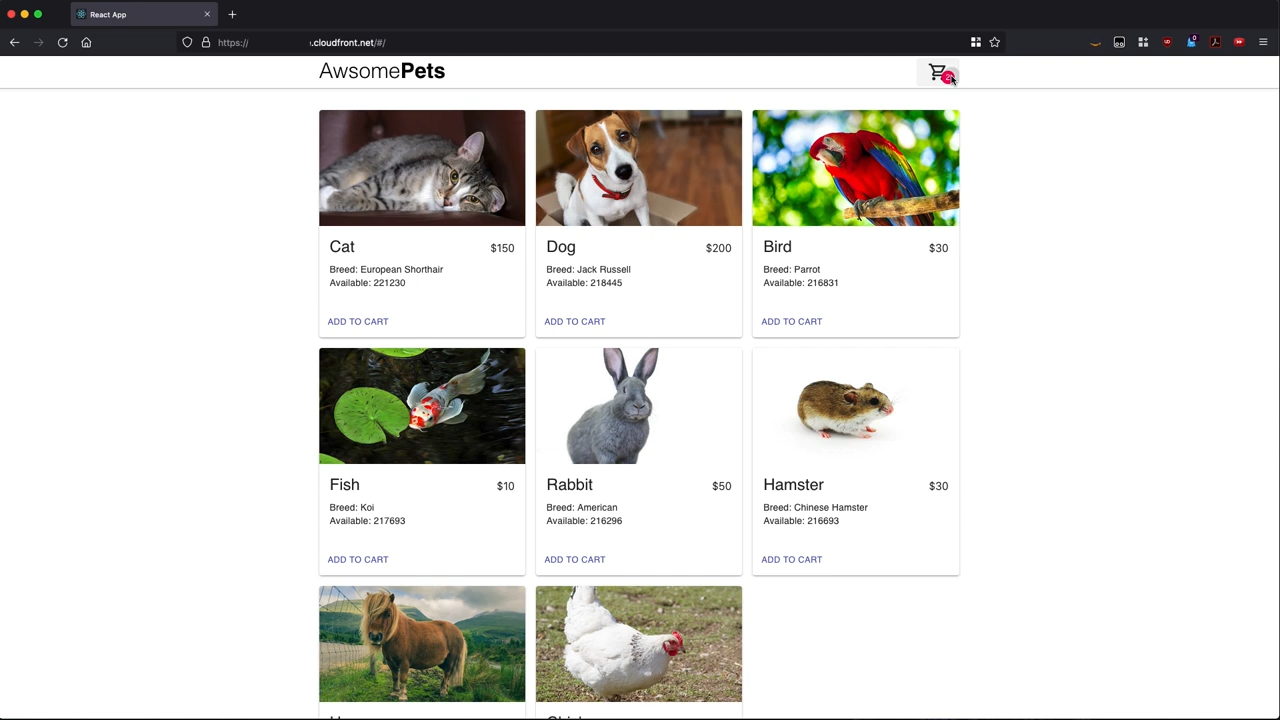 React App
https://
.cloudfront.net/#/
AwsomePets
Cat $150
Breed: European Shorthair
Available: 221230
ADD TO CART
Dog $200
Breed: Jack Russell
Available: 218445
ADD TO CART
Bird $30
Breed: Parrot
Available: 216831
ADD TO CART
Fish $10
Breed: Koi
Available: 217693
ADD TO CART
Rabbit $50
Breed: American
Available: 216296
ADD TO CART
Hamster $30
Breed: Chinese Hamster
Available: 216693
ADD TO CART